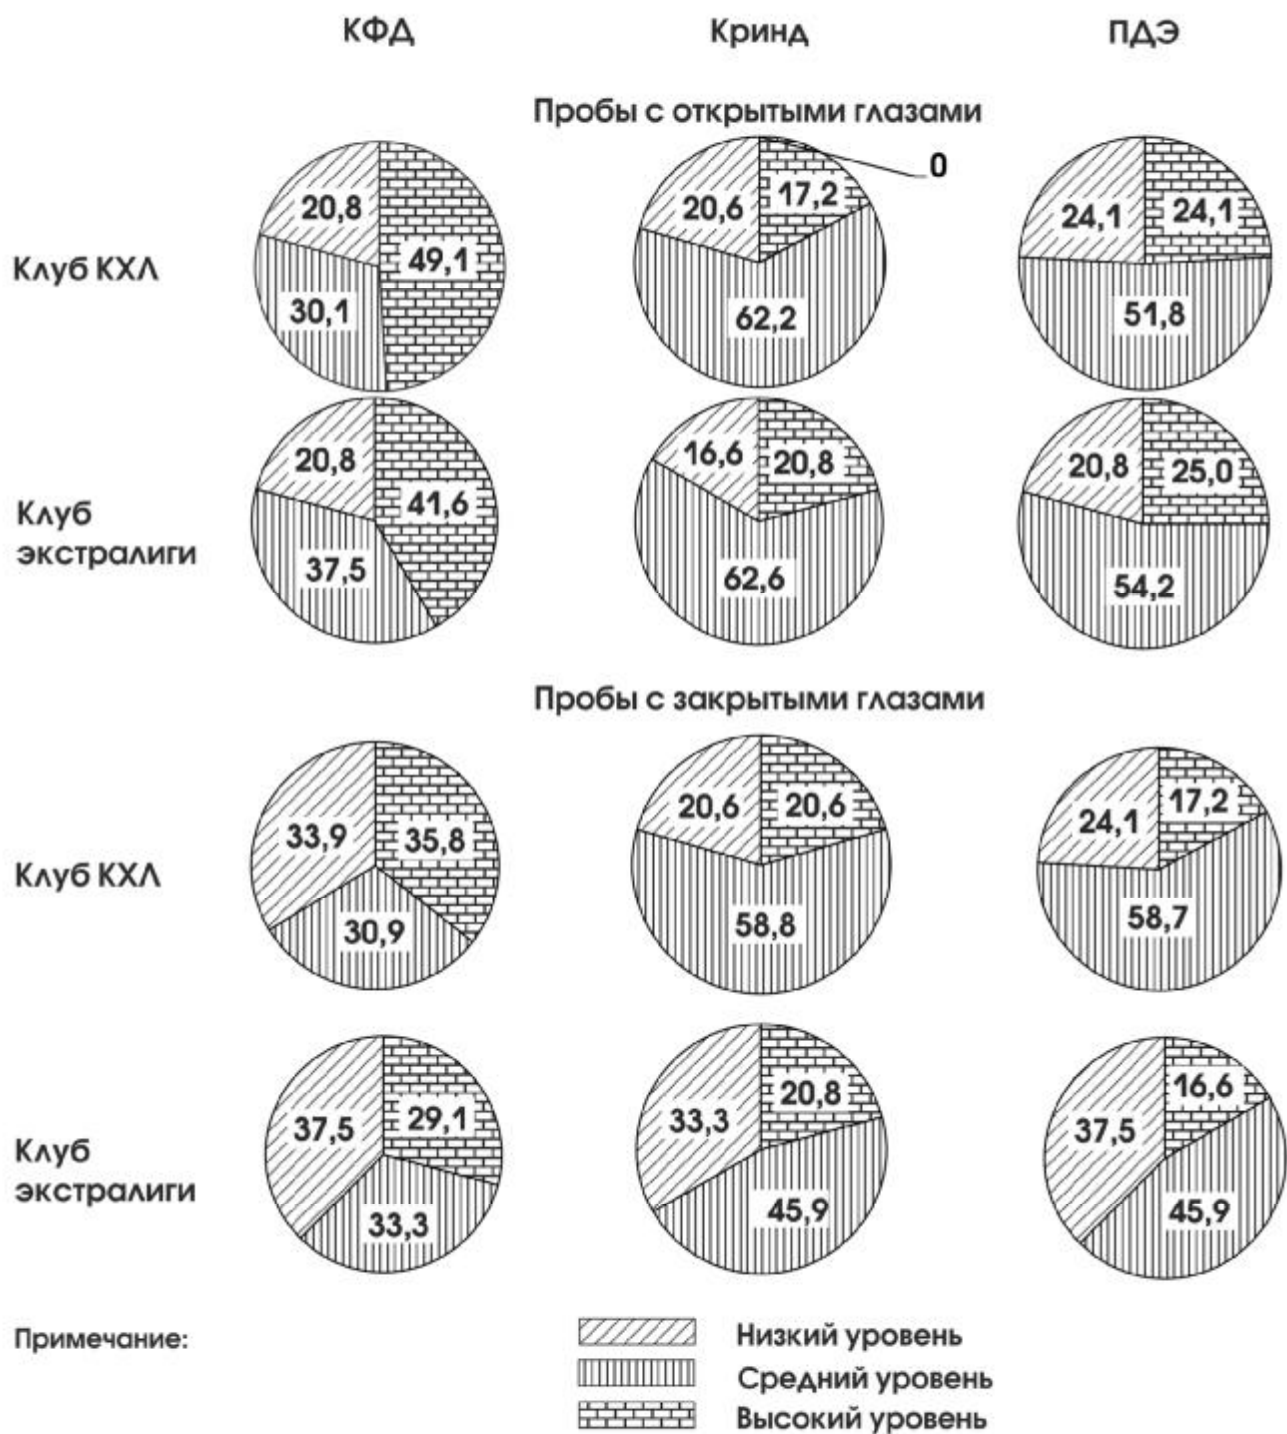 КФД Кринд ПДЭ
Пробы с открытыми глазами
0
Клуб КХЛ
20,8 49,1 30,1
20,6 17,2 62,2
24,1 24,1 51,8
Клуб
экстралиги
20,8 41,6 37,5
16,6 20,8 62,6
20,8 25,0 54,2
Пробы с закрытыми глазами
Клуб КХЛ
33,9 35,8 30,9
20,6 20,6 58,8
24,1 17,2 58,7
Клуб
экстралиги
37,5 29,1 33,3
33,3 20,8 45,9
37,5 16,6 45,9
Примечание:
Низкий уровень
Средний уровень
Высокий уровень